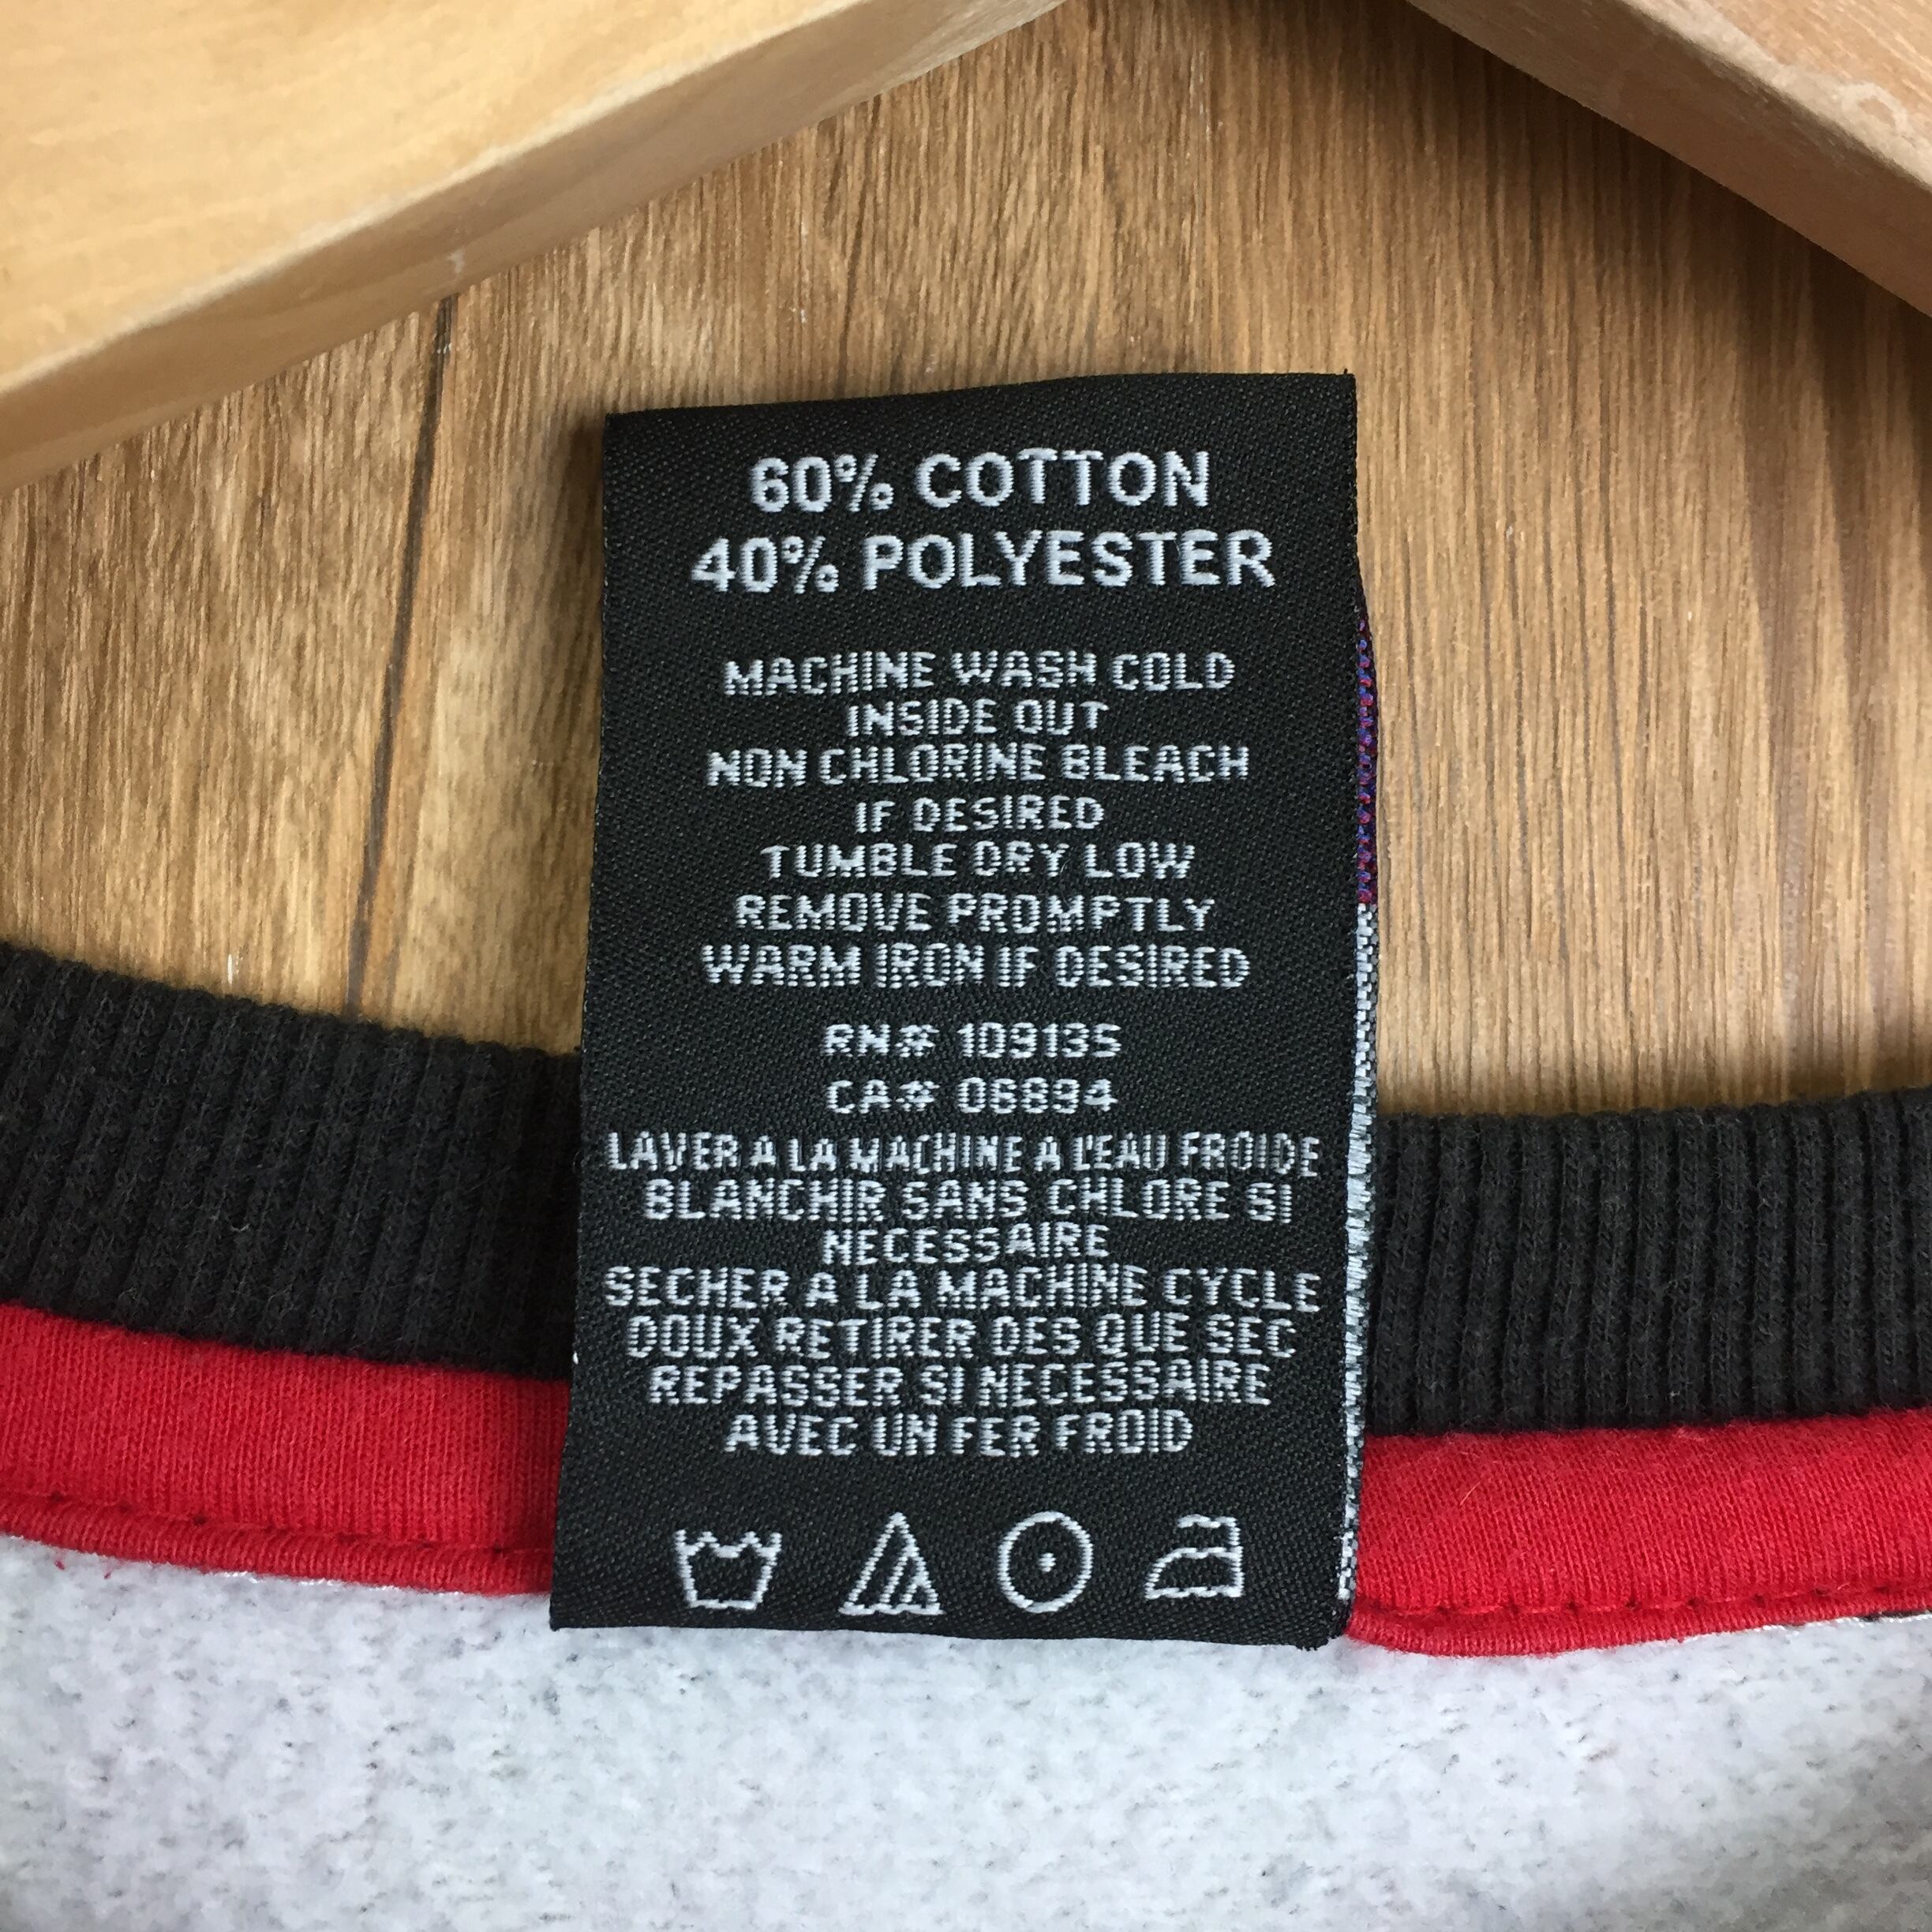 60% COTTON
40% POLYESTER
MACHINE WASH COLD
INSIDE OUT
NON CHLORINE BLEACH
IF DESIRED
TUMBLE DRY LOW
REMOVE PROMPTLY
WARM IRON IF DESIRED
RN# 109135
CA# 06894
LAVER A LA MACHINE A L'EAU FROIDE
BLANCHIR SANS CHLORE SI
NECESSAIRE
SECHER A LA MACHINE CYCLE
DOUX RETIRER DES QUE SEC
REPASSER SI NECESSAIRE
AVEC UN FER FROID